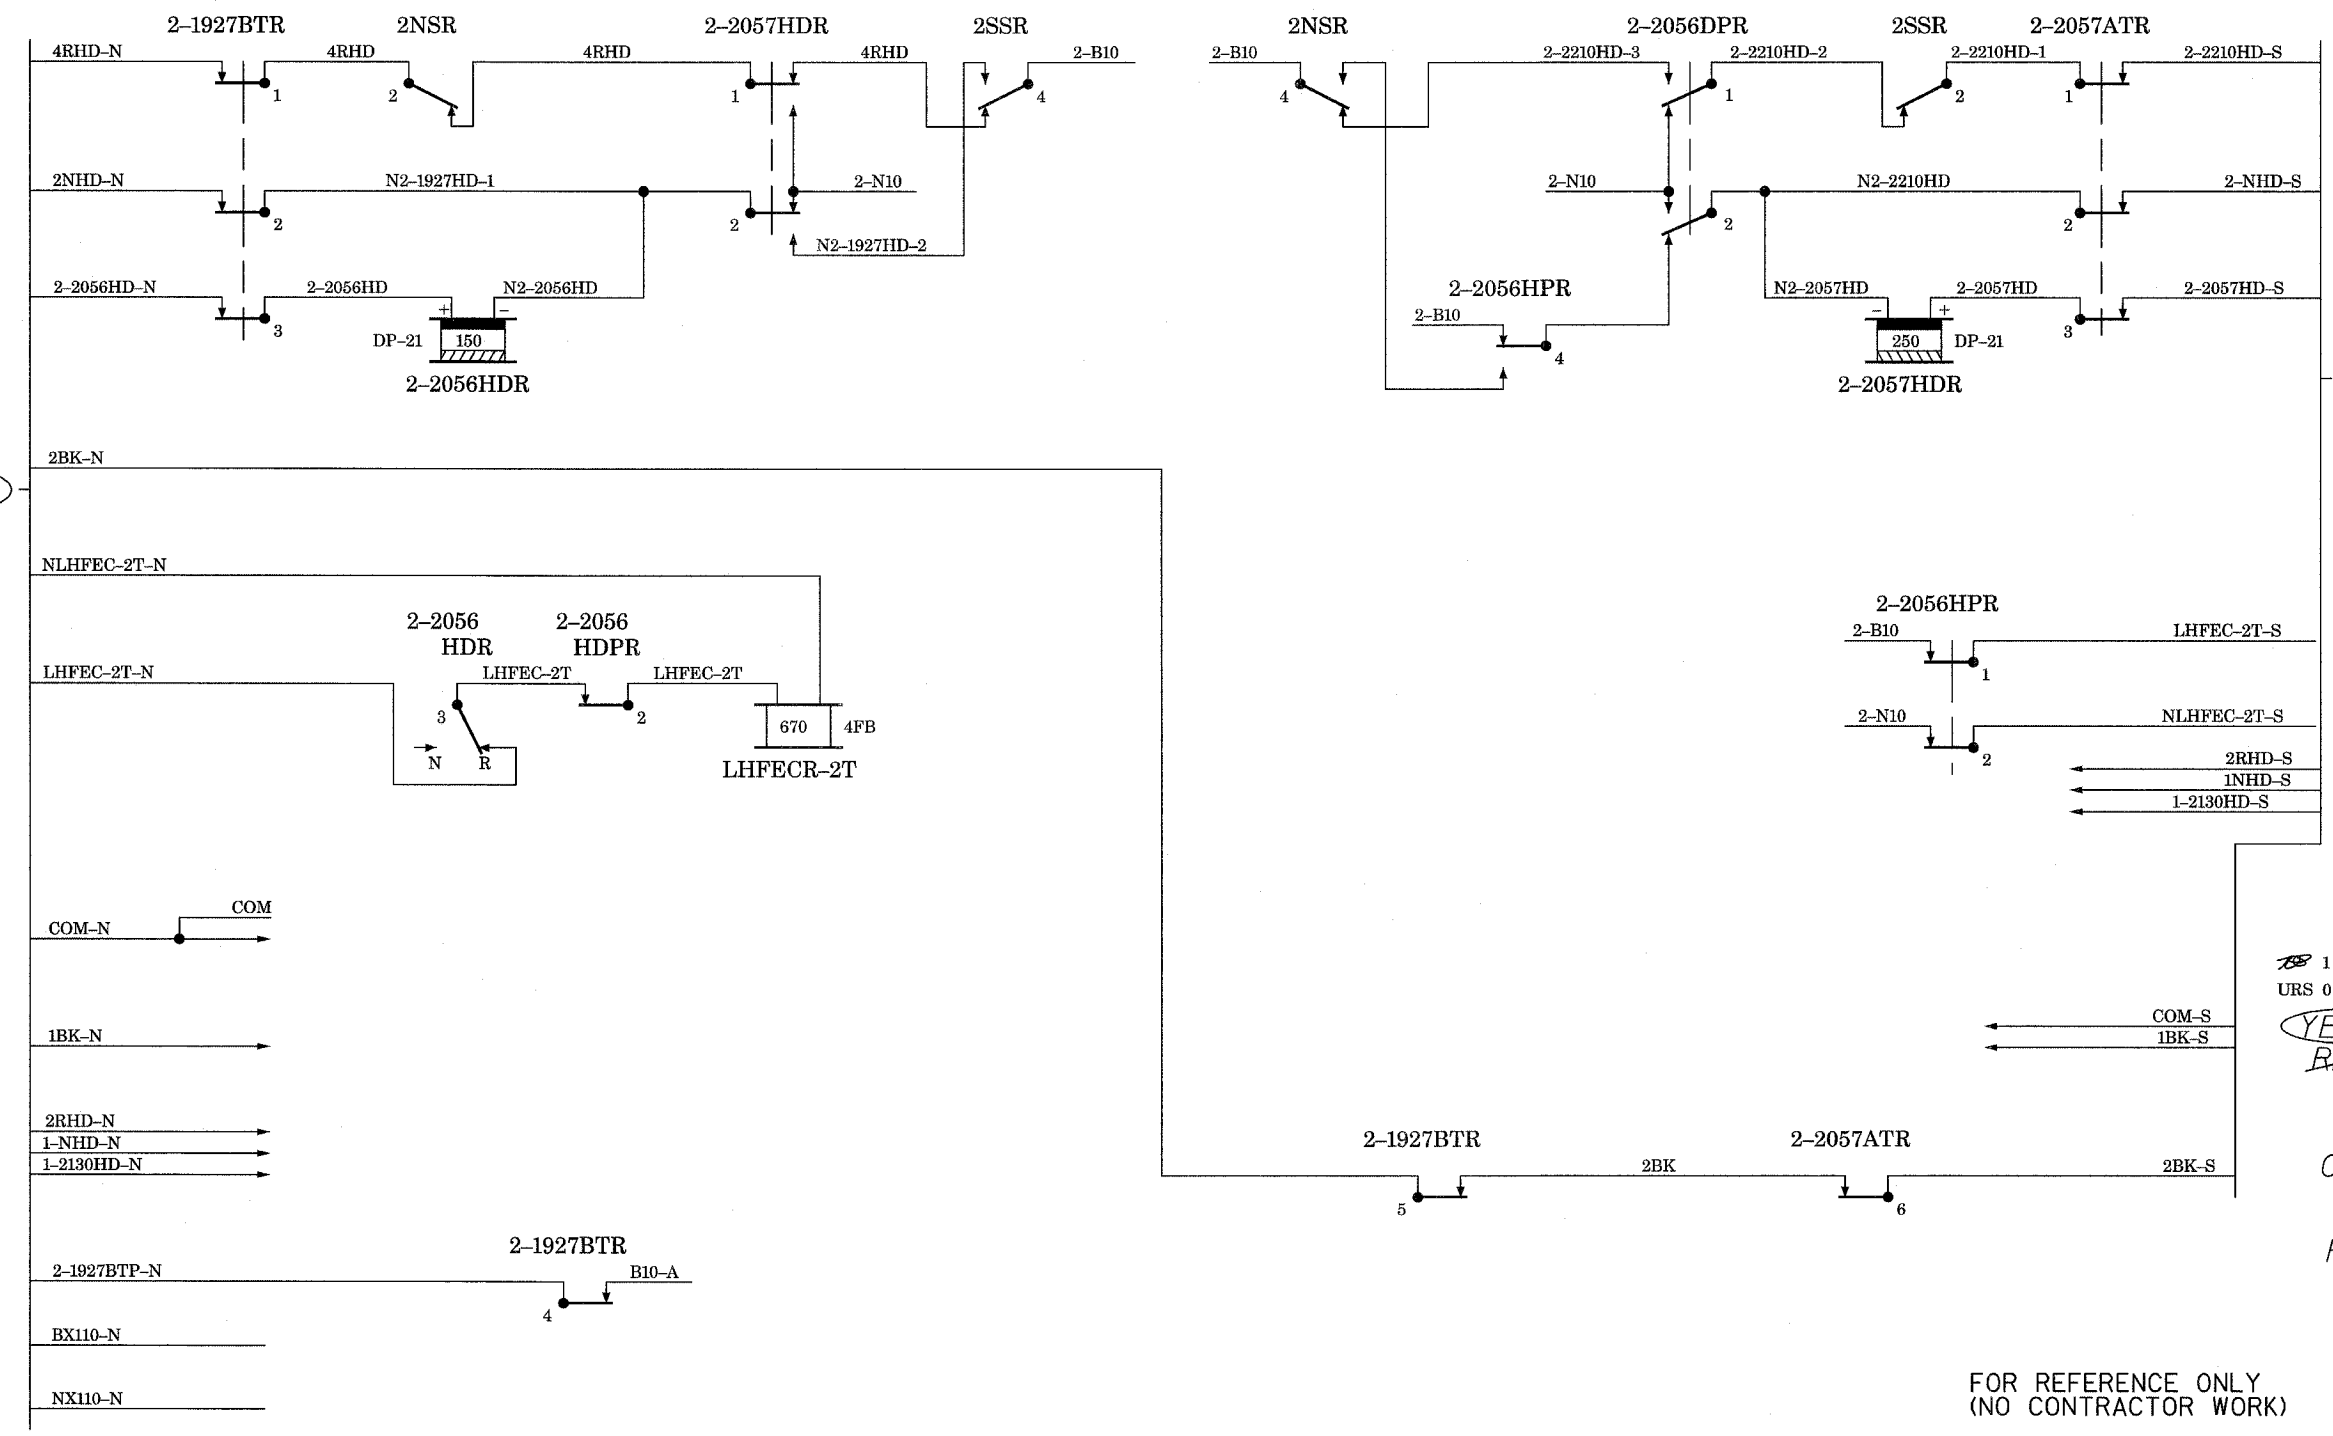 2-1927BTR 2NSR 2-2057HDR 2SSR 2NSR 2-2056DPR 2SSR 2-2057ATR
4RHD-N 4RHD 4RHD 4RHD 2-B10 2-B10 2-2210HD-3 2-2210HD-2 2-2210HD-1 2-2210HD-S
1 2 1 4 4 1 2 1
2NHD-N N2-1927HD-1 2-N10 2-N10 N2-2210HD 2-NHD-S
2 2 2 2
N2-1927HD-2
2-2056HD-N 2-2056HD N2-2056HD 2-2056HPR N2-2057HD 2-2057HD 2-2057HD-S
2-B10
+ - - +
3 DP-21 150 4 250 DP-21 3
2-2056HDR 2-2057HDR
2BK-N
NLHFEC-2T-N
2-2056 HDR 2-2056 HDPR 2-2056HPR
2-B10 LHFEC-2T-S
LHFEC-2T-N LHFEC-2T LHFEC-2T
1
3 2 670 4FB 2-N10 NLHFEC-2T-S
N R 2
LHFECR-2T 2RHD-S
1NHD-S
1-2130HD-S
COM
COM-N
1
URS 0
COM-S
1BK-N 1BK-S
YE
2RHD-N
1-NHD-N
1-2130HD-N
2-1927BTR 2-2057ATR
2BK 2BK-S
5 6
2-1927BTR
2-1927BTP-N B10-A
4
BX110-N
NX110-N
FOR REFERENCE ONLY
(NO CONTRACTOR WORK)